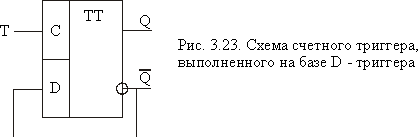 T
C
TT
Q
Рис. 3.23. Схема счетного триггера,
выполненного на базе D - триггера
D
Q̅